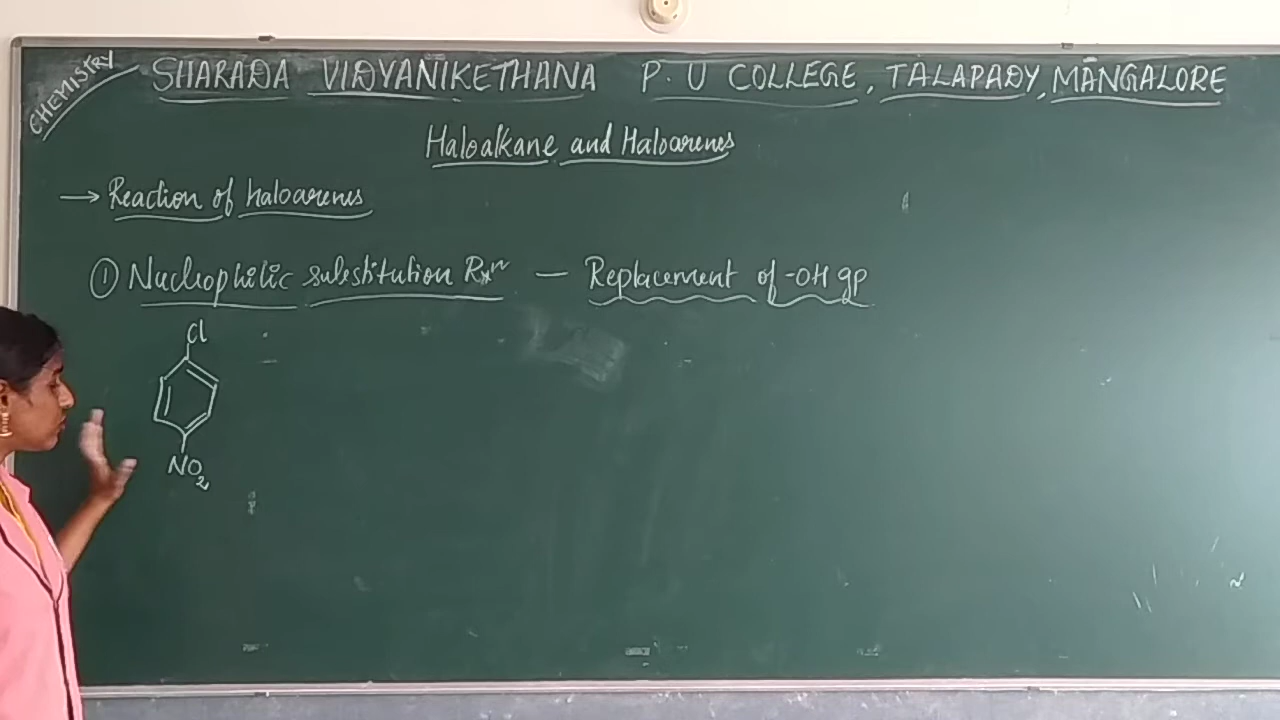 CHEMISTRY
SHARADA VIDYANIKETHANA P.U COLLEGE, TALAPADY, MANGALORE
Haloalkane and Haloarenes
→ Reaction of haloarenes
① Nucleophilic substitution Rxn — Replacement of -OH gp
Cl
NO2